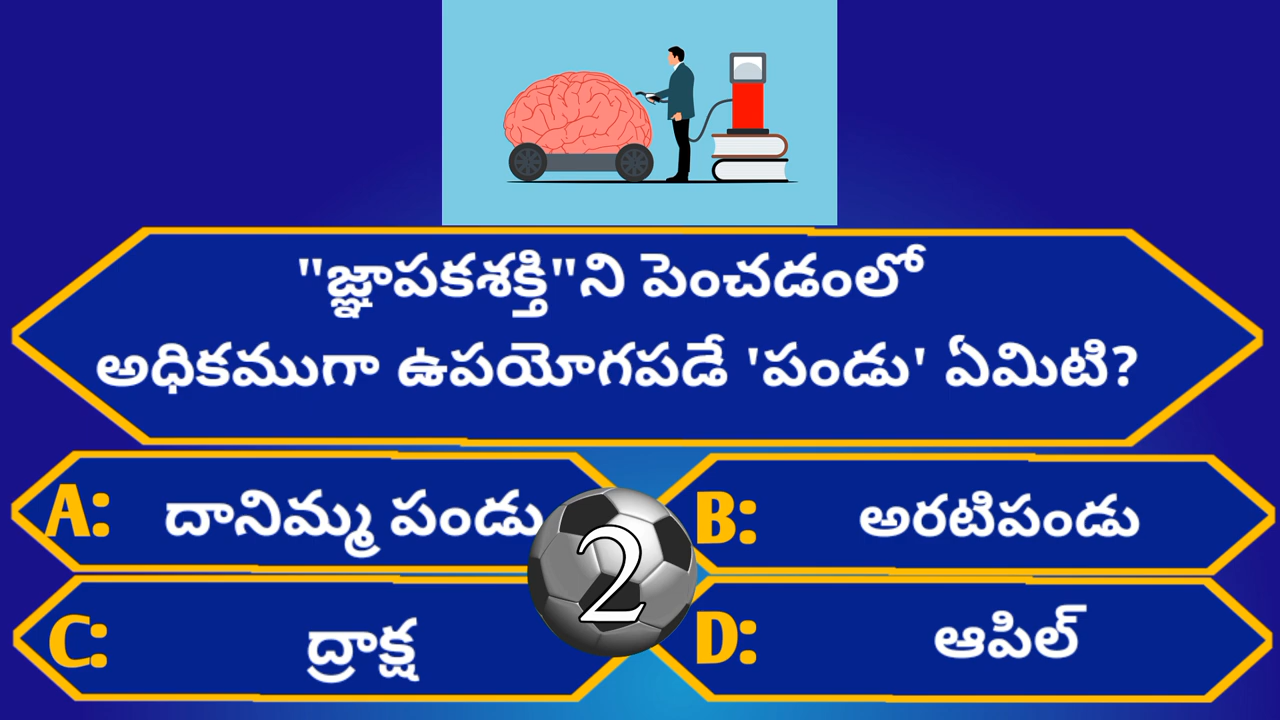 "జ్ఞాపకశక్తి"ని పెంచడంలో
అధికముగా ఉపయోగపడే 'పండు' ఏమిటి?
A: దానిమ్మ పండు
B: అరటిపండు
2
C: ద్రాక్ష
D: ఆపిల్